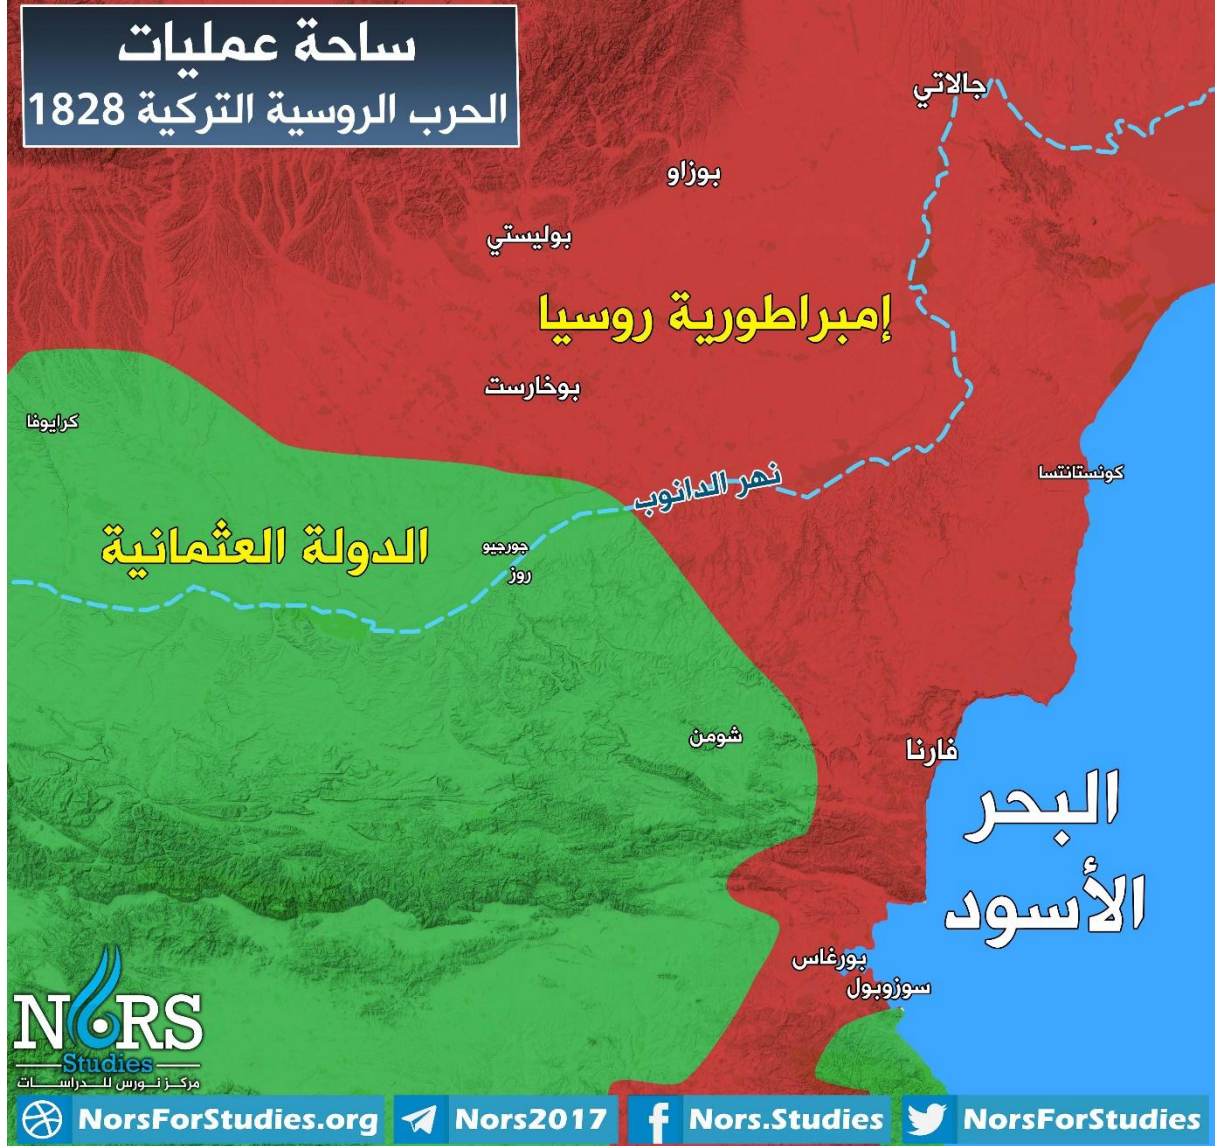 ساحة عمليات
الحرب الروسية التركية 1828
جالاتي
بوزاو
بوليستي
إمبراطورية روسيا
بوخارست
كرايوفا
كونستانتسا
نهر الدانوب
الدولة العثمانية
جورجيو
روز
شومن
فارنا
البحر
الأسود
بورغاس
سوزوبول
NORS
Studies
مركز نورس للدراسات
NorsForStudies.org
Nors2017
Nors.Studies
NorsForStudies